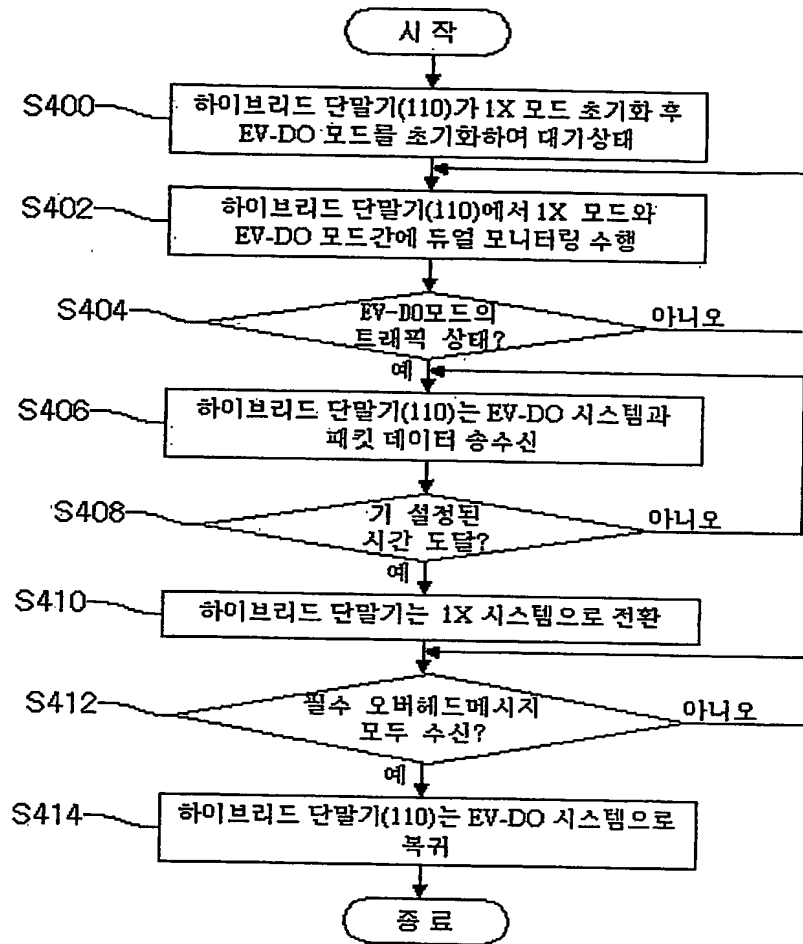 시 작
S400
하이브리드 단말기(110)가 1X 모드 초기화 후
EV-DO 모드를 초기화하여 대기상태
S402
하이브리드 단말기(110)에서 1X 모드와
EV-DO 모드간에 듀얼 모니터링 수행
S404
EV-DO모드의
트래픽 상태?
아니오
예
S406
하이브리드 단말기(110)는 EV-DO 시스템과
패킷 데이터 송수신
S408
기 설정된
시간 도달?
아니오
예
S410
하이브리드 단말기는 1X 시스템으로 전환
S412
필수 오버헤드메시지
모두 수신?
아니오
예
S414
하이브리드 단말기(110)는 EV-DO 시스템으로
복귀
종 료